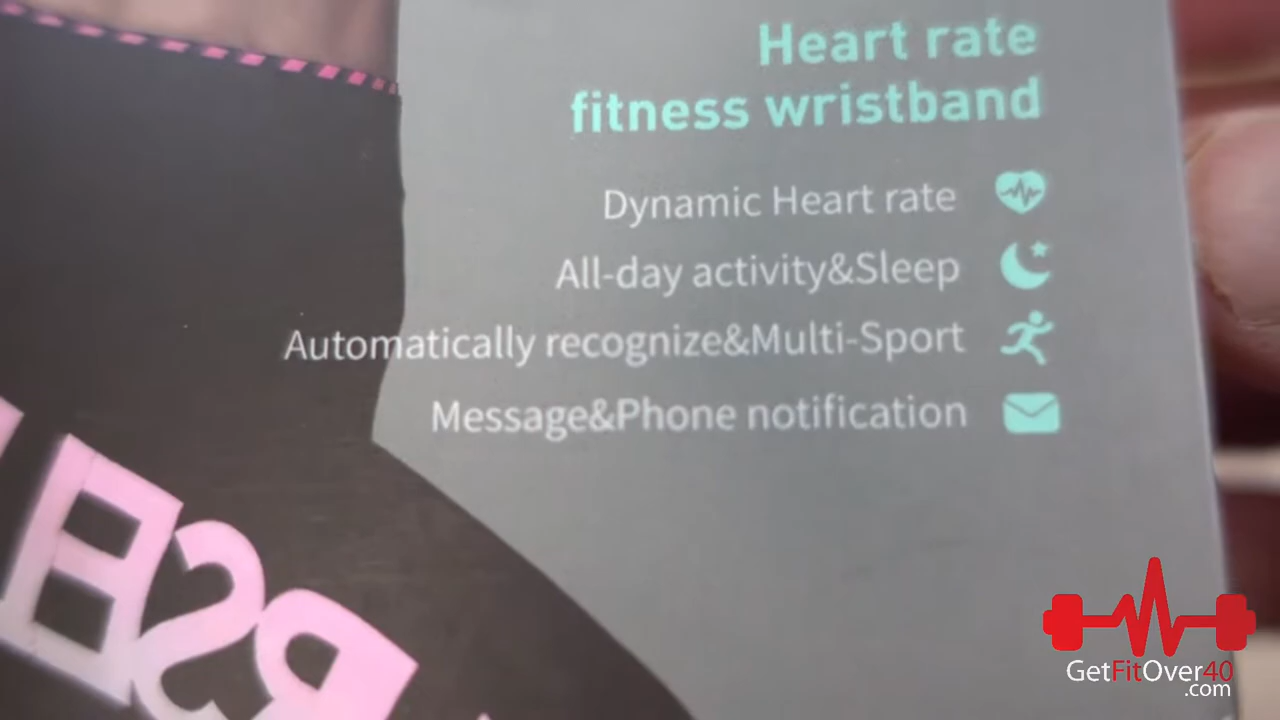 Heart rate
fitness wristband
Dynamic Heart rate
All-day activity&Sleep
Automatically recognize&Multi-Sport
Message&Phone notification
GetFitOver40
.com